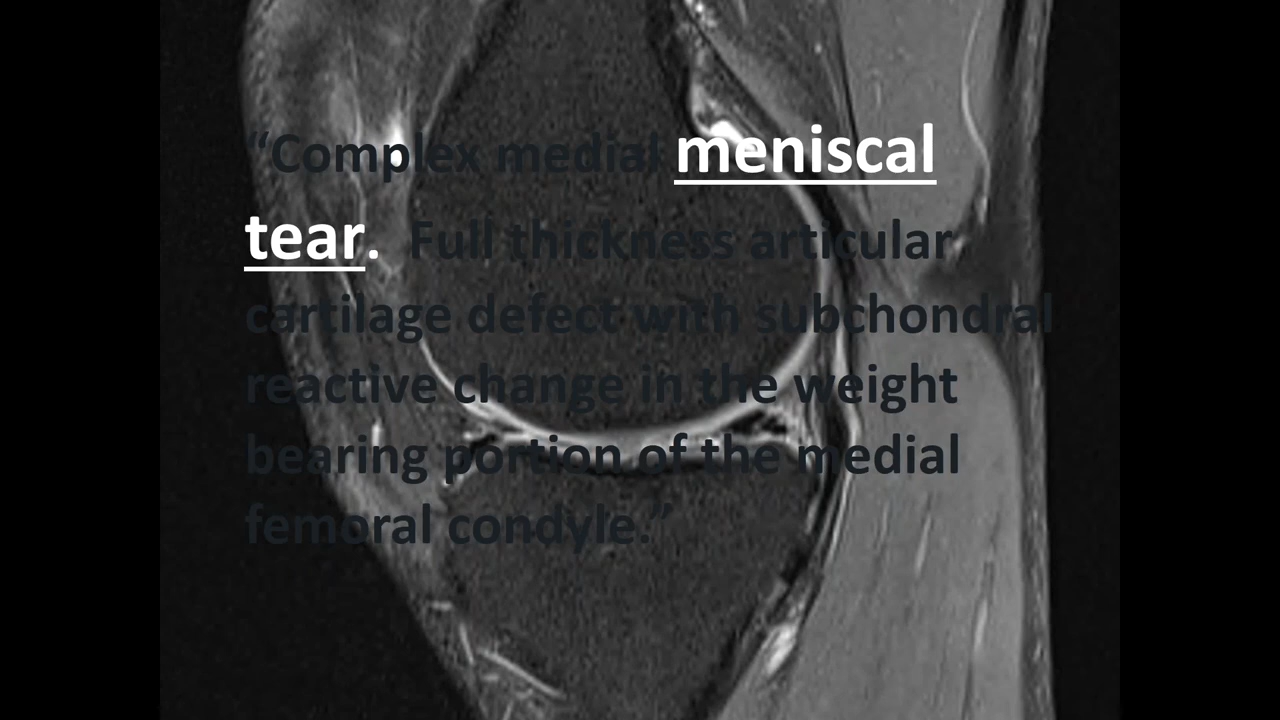 “Complex medial meniscal
tear. Full thickness articular
cartilage defect with subchondral
reactive change in the weight
bearing portion of the medial
femoral condyle.”